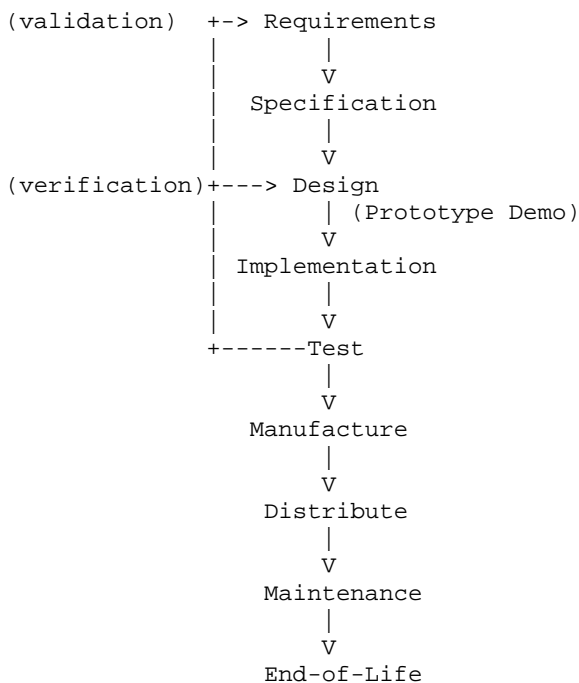 (validation) +-> Requirements
| |
| V
| Specification
| |
| V
(verification)+---> Design
| | (Prototype Demo)
| V
| Implementation
| |
| V
+------Test
|
V
Manufacture
|
V
Distribute
|
V
Maintenance
|
V
End-of-Life